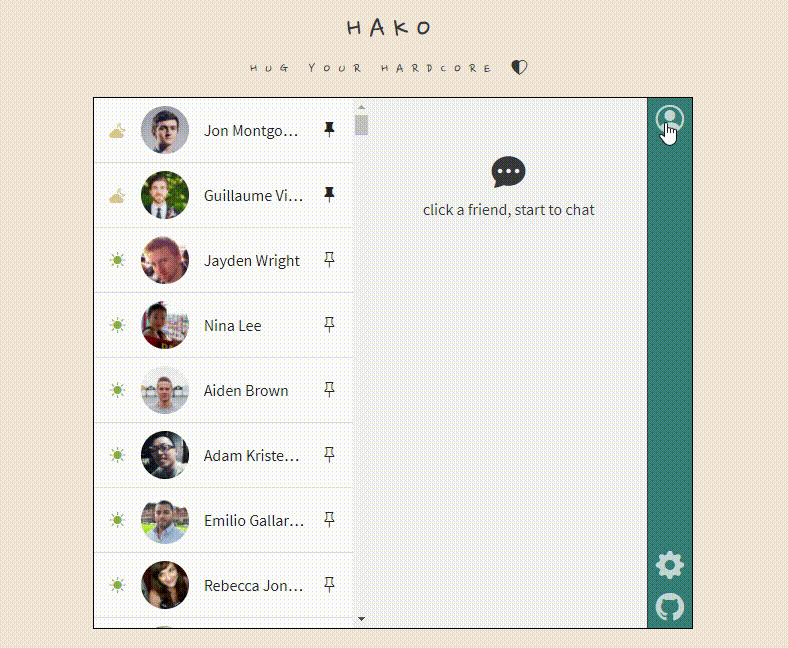 HAKO
HUG YOUR HARDCORE
Jon Montgo...
Guillaume Vi...
Jayden Wright
Nina Lee
Aiden Brown
Adam Kriste...
Emilio Gallar...
Rebecca Jon...
click a friend, start to chat